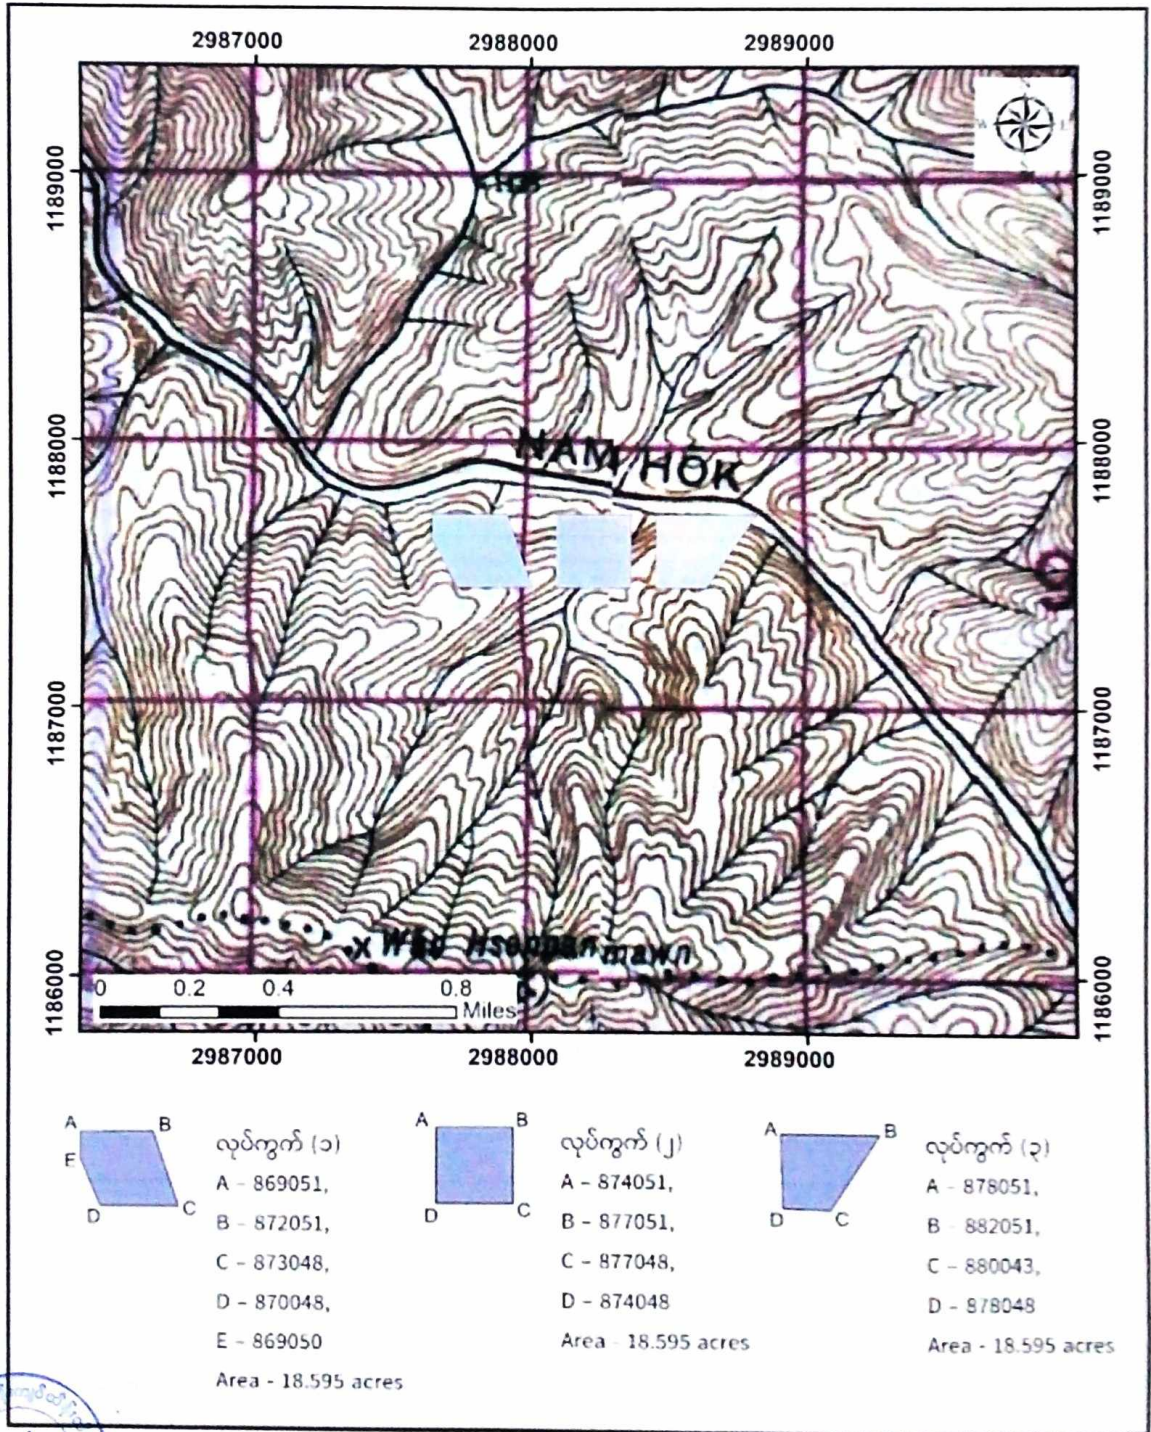 2987000 2988000 2989000
W
1189000 1189000
1188000 1188000
NAM HŌK
1187000 1187000
x Wān Hseoppanmawn
1186000 1186000
0 0.2 0.4 0.8
Miles
2987000 2988000 2989000
A B
E
D C
လုပ်ကွက် (၁)
A - 869051,
B - 872051,
C - 873048,
D - 870048,
E - 869050
Area - 18.595 acres
A B
D C
လုပ်ကွက် (၂)
A - 874051,
B - 877051,
C - 877048,
D - 874048
Area - 18.595 acres
A B
D C
လုပ်ကွက် (၃)
A - 878051,
B - 882051,
C - 880043,
D - 878048
Area - 18.595 acres